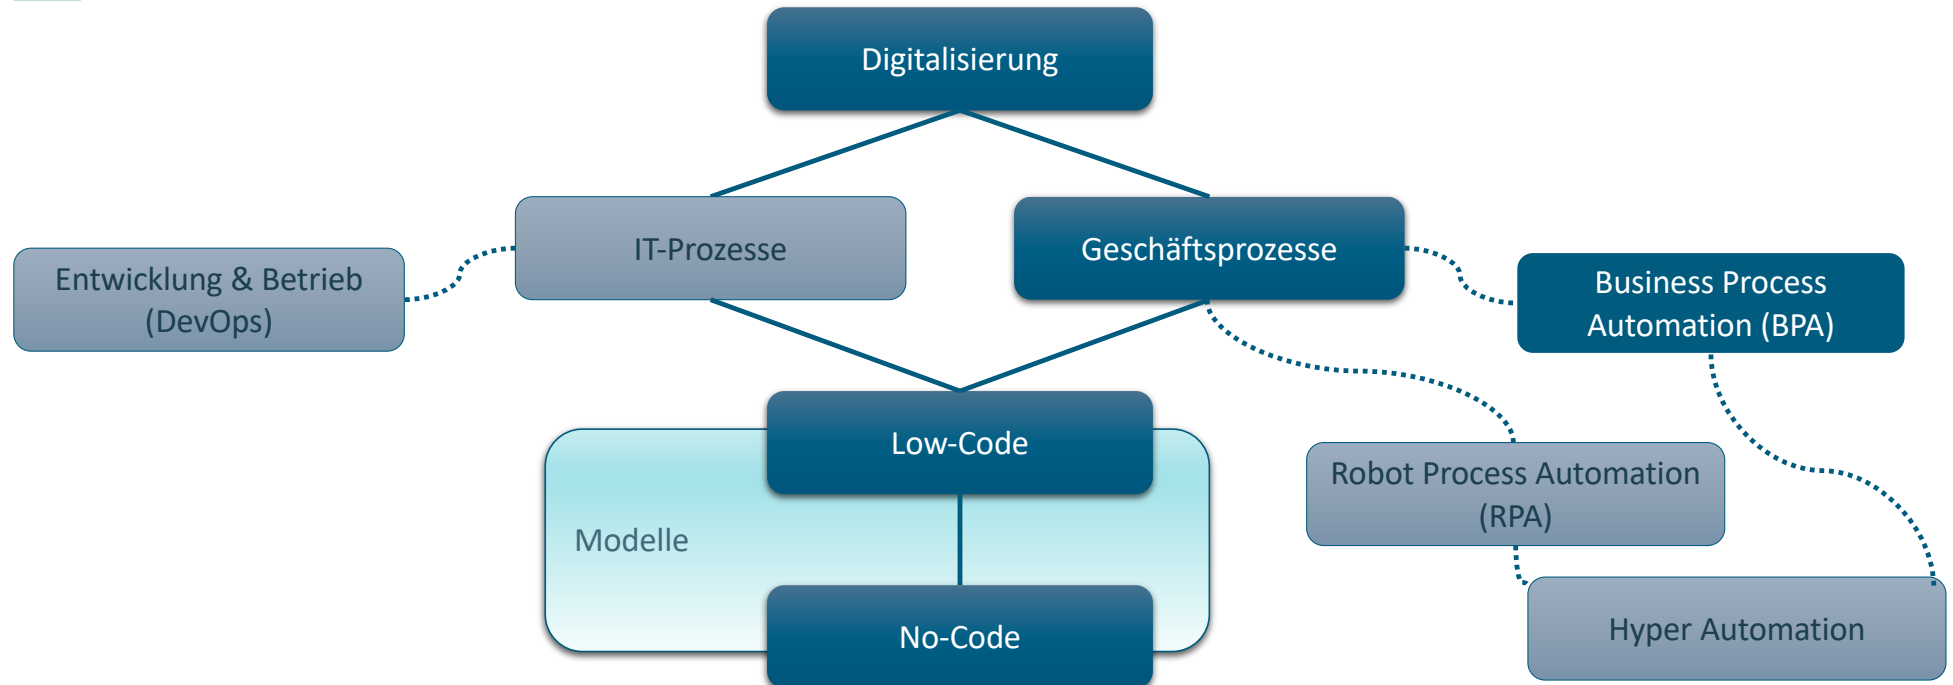 Digitalisierung
IT-Prozesse
Geschäftsprozesse
Entwicklung & Betrieb
(DevOps)
Business Process
Automation (BPA)
Low-Code
Robot Process Automation
(RPA)
Modelle
No-Code
Hyper Automation